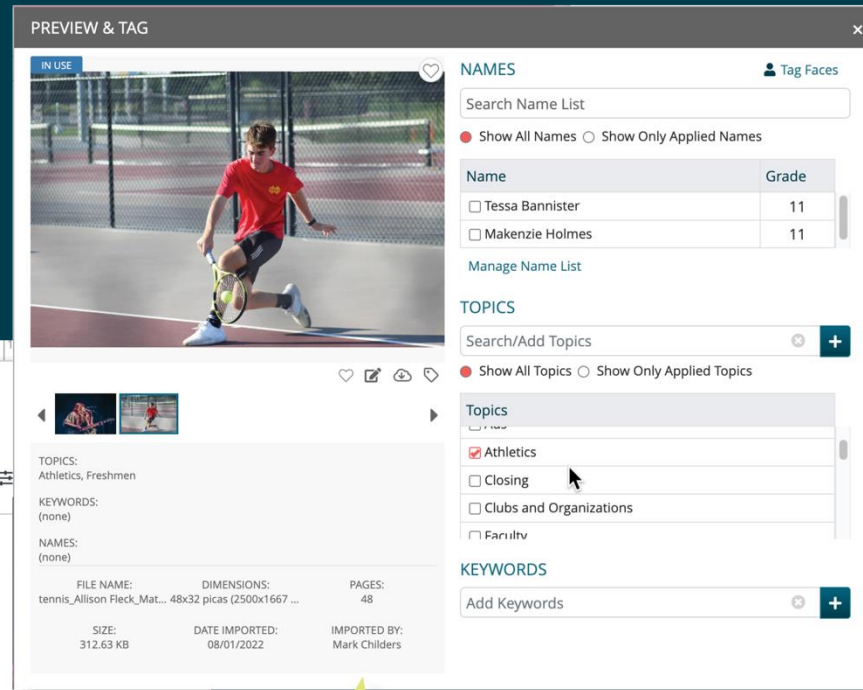 PREVIEW & TAG
×
IN USE
NAMES
Tag Faces
Search Name List
Show All Names
Show Only Applied Names
Name
Grade
Tessa Bannister
11
Makenzie Holmes
11
Manage Name List
TOPICS
Search/Add Topics
+
Show All Topics
Show Only Applied Topics
Topics
Ads
Athletics
Closing
Clubs and Organizations
Faculty
KEYWORDS
Add Keywords
+
TOPICS:
Athletics, Freshmen
KEYWORDS:
(none)
NAMES:
(none)
FILE NAME:
tennis_Allison Fleck_Mat...
DIMENSIONS:
48x32 picas (2500x1667 ...
PAGES:
48
SIZE:
312.63 KB
DATE IMPORTED:
08/01/2022
IMPORTED BY:
Mark Childers